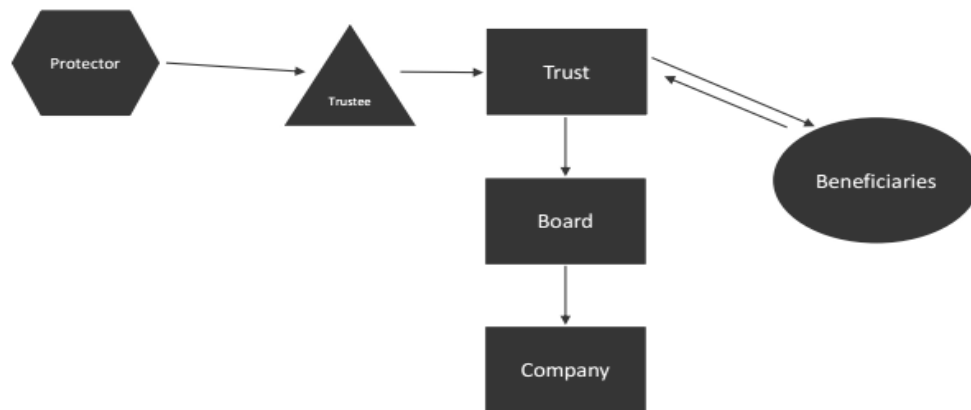 Protector
Trustee
Trust
Beneficiaries
Board
Company